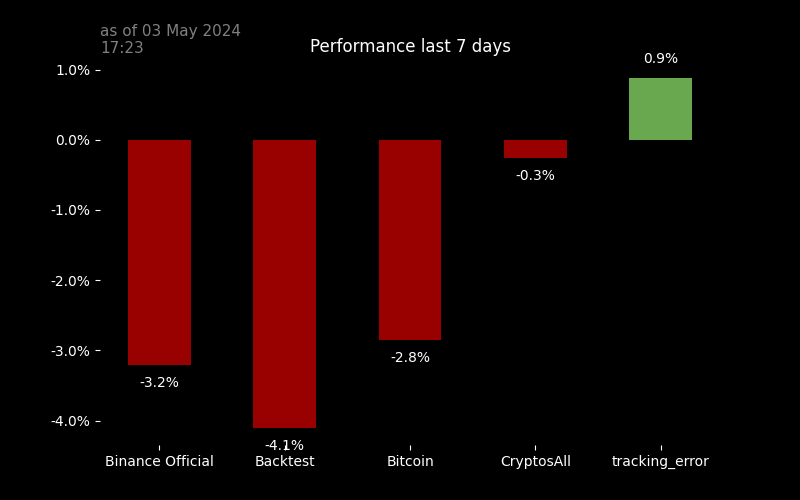 as of 03 May 2024
17:23
Performance last 7 days
0.9%
1.0%
0.0%
-0.3%
-1.0%
-2.0%
-3.0%
-2.8%
-3.2%
-4.0%
-4.1%
Binance Official
Backtest
Bitcoin
CryptosAll
tracking_error